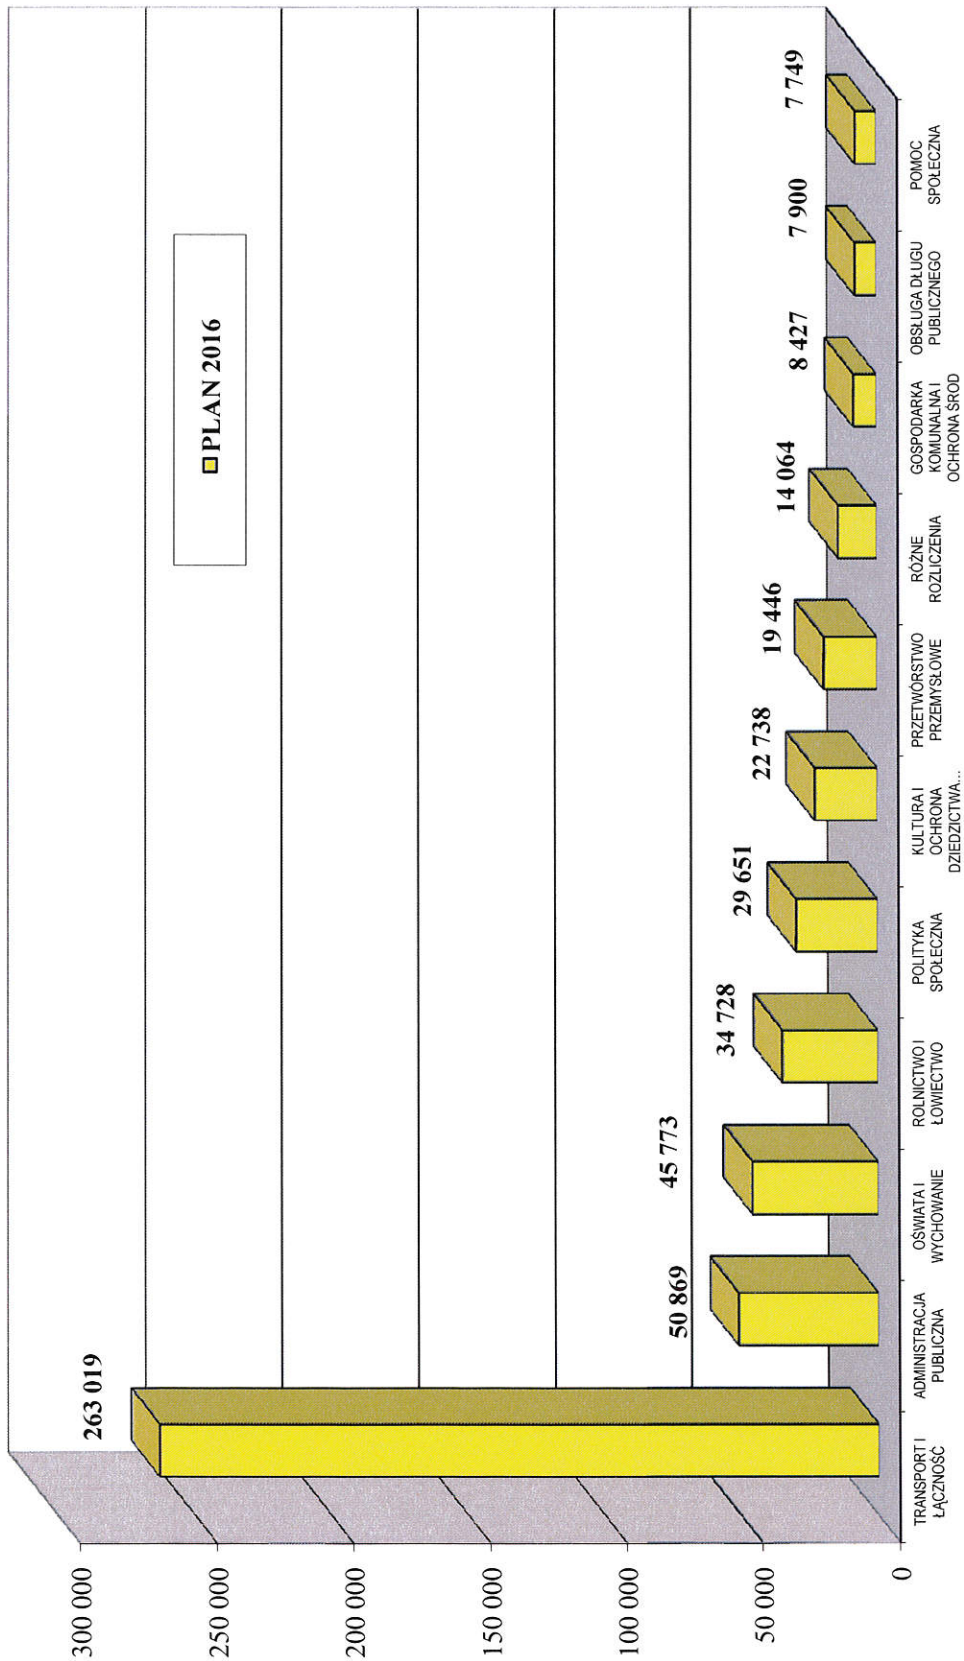 PLAN 2016
300 000
250 000
200 000
150 000
100 000
50 000
0
263 019
50 869
45 773
34 728
29 651
22 738
19 446
14 064
8 427
7 900
7 749
TRANSPORT I
ŁĄCZNOŚĆ
ADMINISTRACJA
PUBLICZNA
OŚWIATA I
WYCHOWANIE
ROLNICTWO I
ŁOWIECTWO
POLITYKA
SPOŁECZNA
KULTURA I
OCHRONA
DZIEDZICTWA...
PRZETWÓRSTWO
PRZEMYSŁOWE
RÓŻNE
ROZLICZENIA
GOSPODARKA
KOMUNALNA I
OCHRONA ŚROD
OBSŁUGA DŁUGU
PUBLICZNEGO
POMOC
SPOŁECZNA